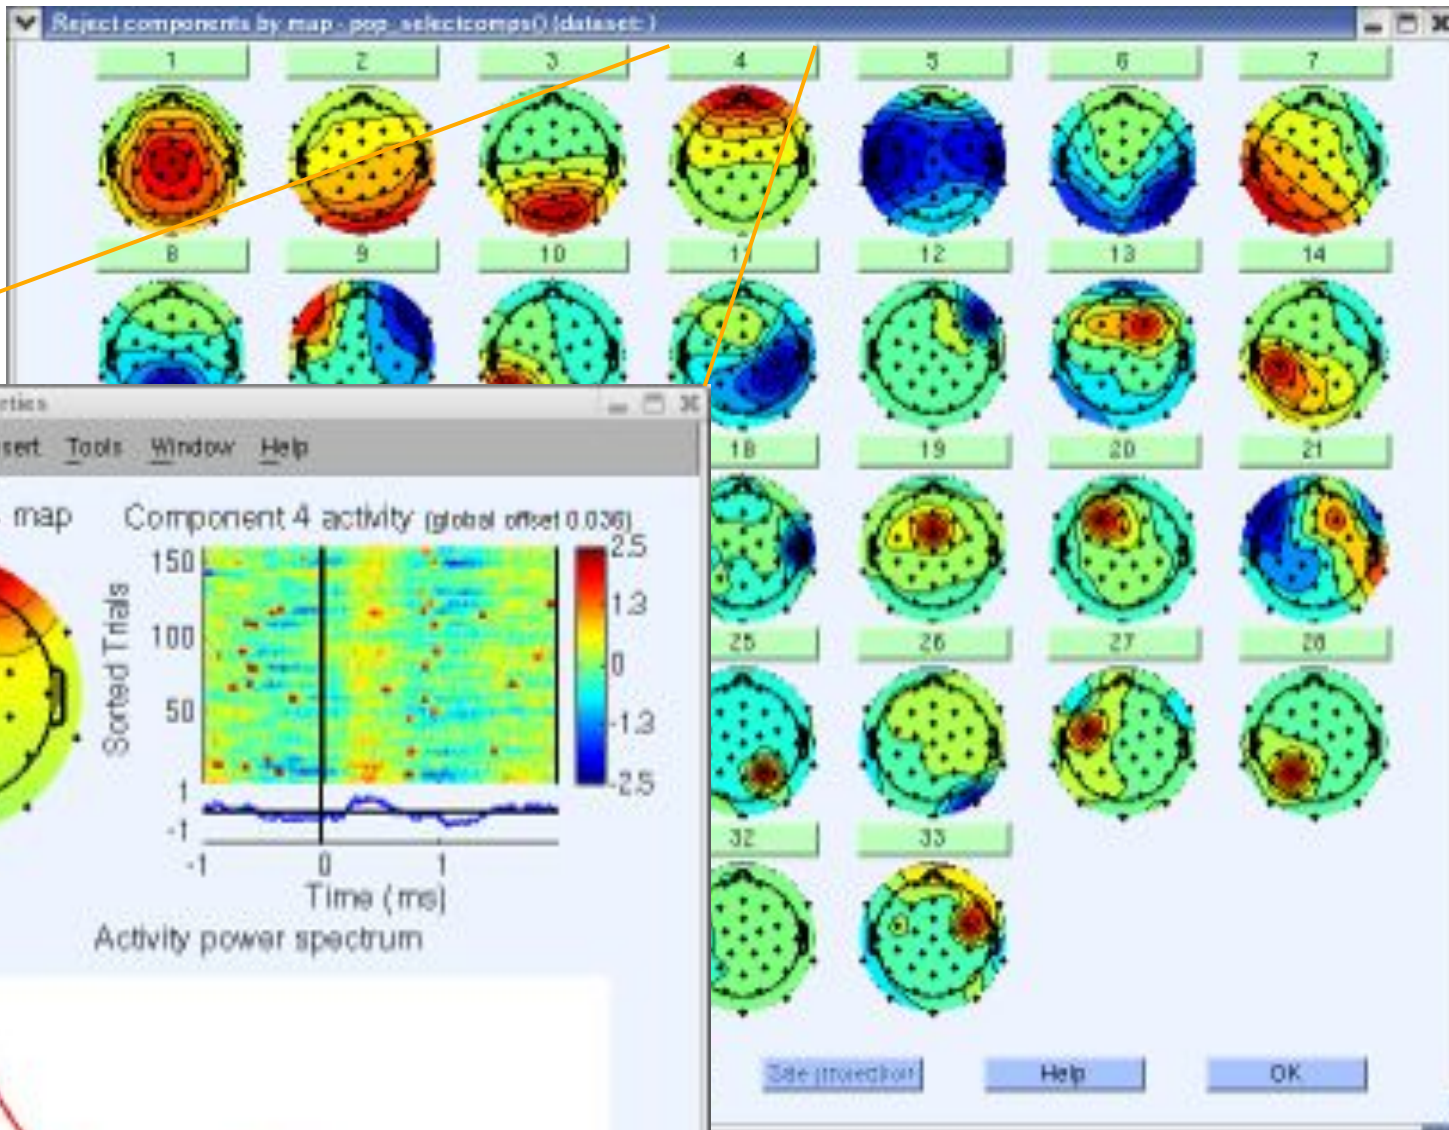 Reject components by map - pop_selectcomps() (dataset: )
1 2 3 4 5 6 7
8 9 10 11 12 13 14
rties
sert Tools Window Help
18 19 20 21
map Component 4 activity (global offset 0.036)
2.5
150
1.3
Sorted Trials
100
0
25 26 27 28
50
-1.3
-2.5
1
-1
32 33
-1 0 1
Time (ms)
Activity power spectrum
Help OK